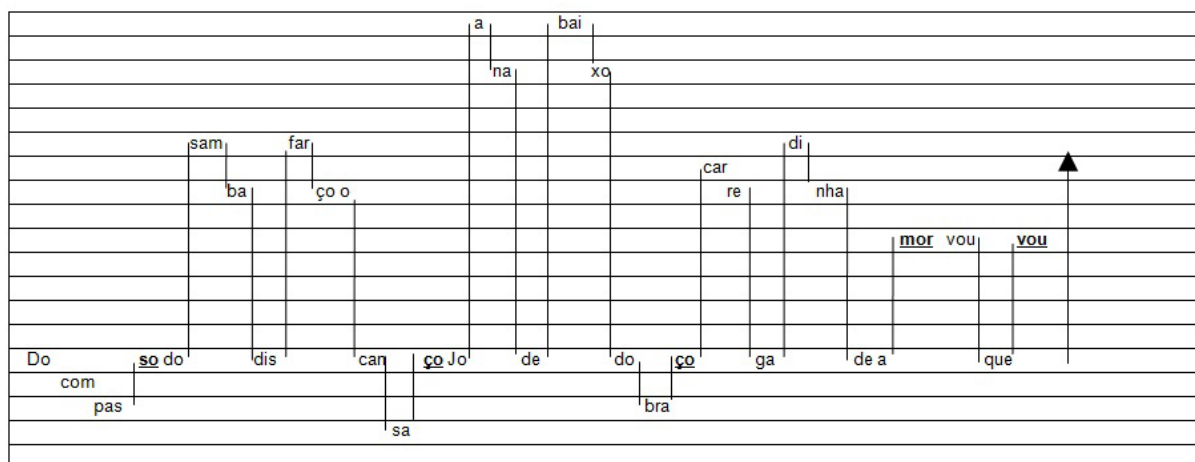 a bai
na xo
sam far di
car
ba ço o re nha
mor vou vou
Do so do dis can ço Jo de do ço ga de a que
com
pas bra
sa